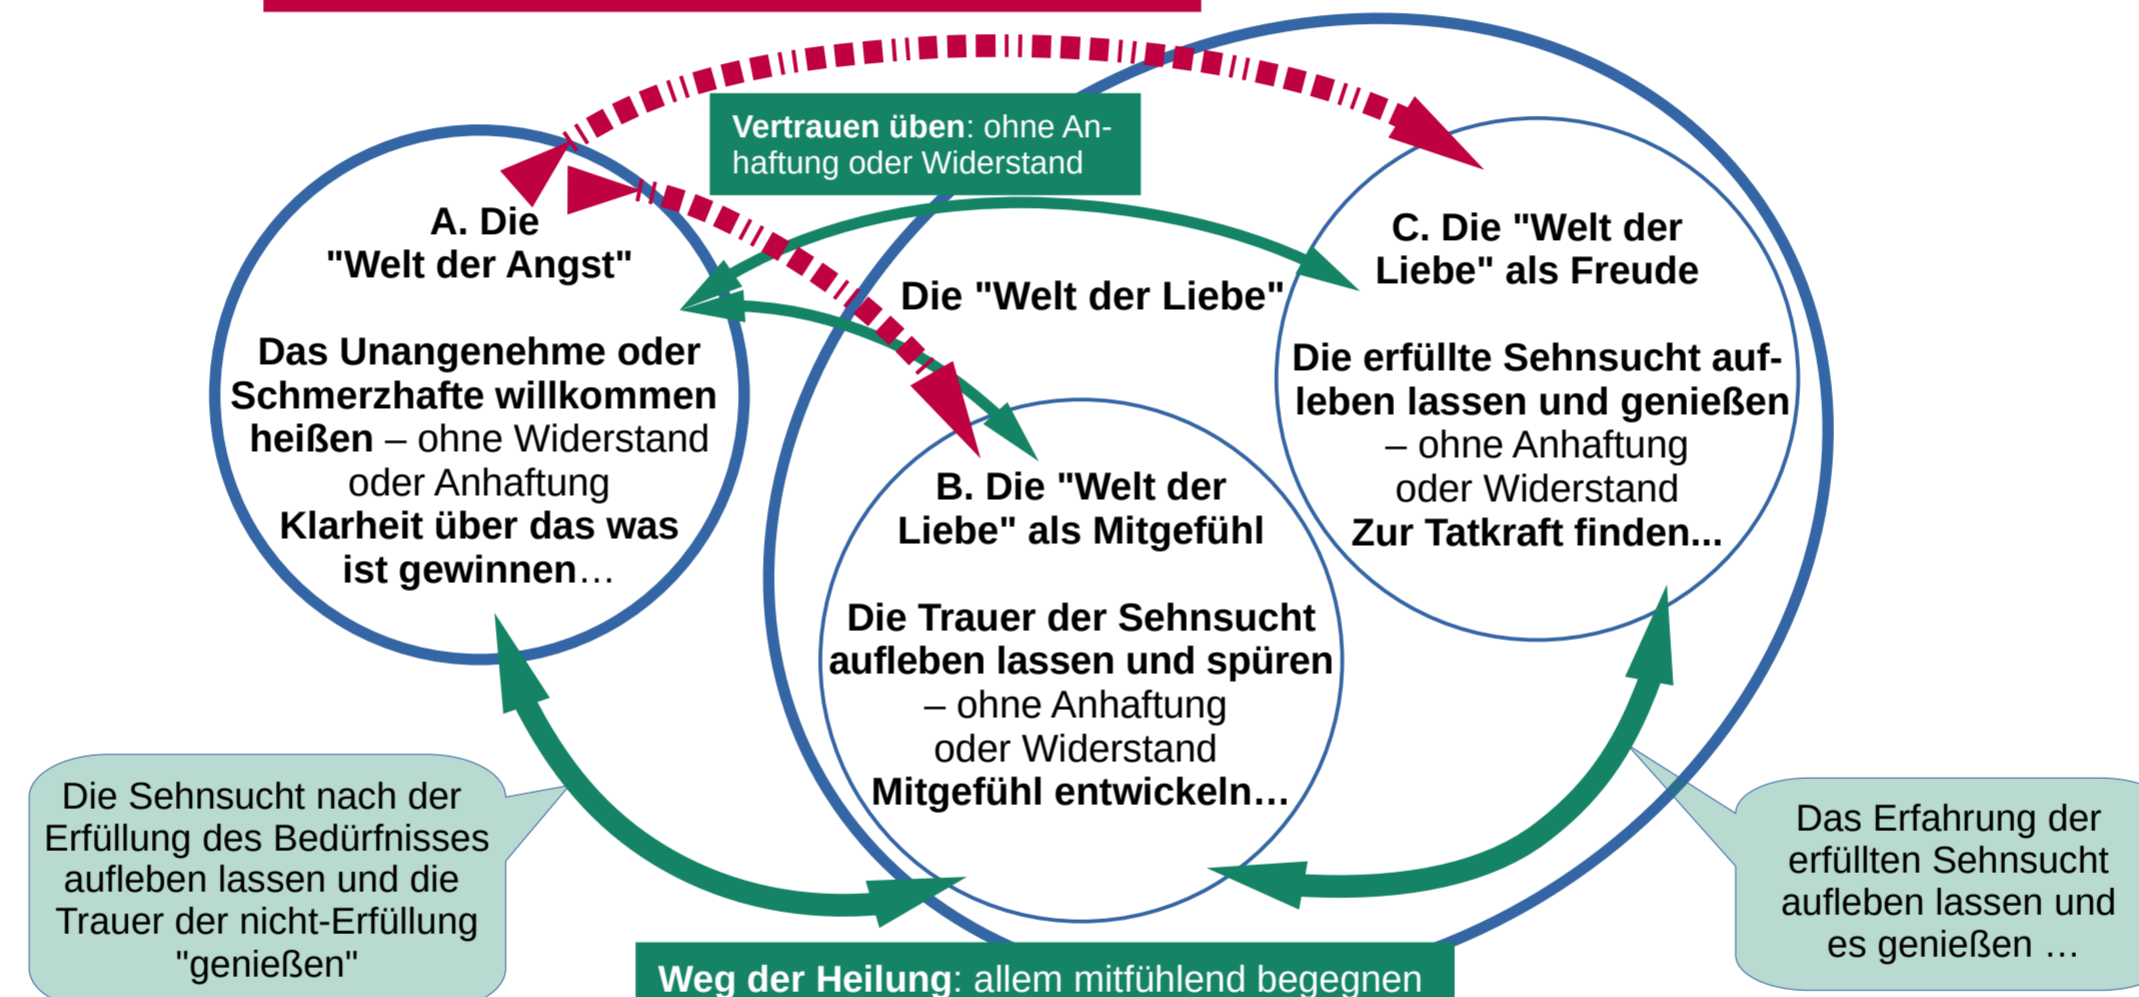 Vertrauen üben: ohne An-
haftung oder Widerstand
A. Die
"Welt der Angst"
Das Unangenehme oder
Schmerzhafte willkommen
heißen – ohne Widerstand
oder Anhaftung
Klarheit über das was
ist gewinnen…
Die "Welt der Liebe"
C. Die "Welt der
Liebe" als Freude
Die erfüllte Sehnsucht auf-
leben lassen und genießen
– ohne Anhaftung
oder Widerstand
Zur Tatkraft finden...
B. Die "Welt der
Liebe" als Mitgefühl
Die Trauer der Sehnsucht
aufleben lassen und spüren
– ohne Anhaftung
oder Widerstand
Mitgefühl entwickeln…
Die Sehnsucht nach der
Erfüllung des Bedürfnisses
aufleben lassen und die
Trauer der nicht-Erfüllung
"genießen"
Das Erfahrung der
erfüllten Sehnsucht
aufleben lassen und
es genießen …
Weg der Heilung: allem mitfühlend begegnen